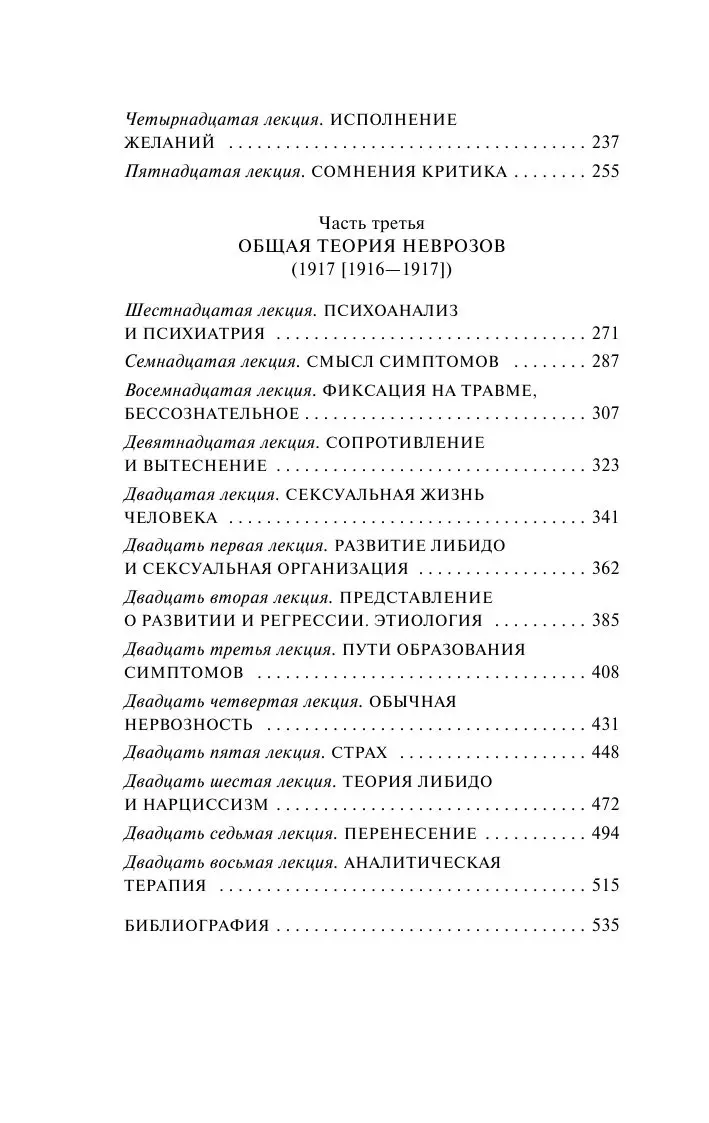 Четырнадцатая лекция. ИСПОЛНЕНИЕ
ЖЕЛАНИЙ . . . . . . . . . . . . . . . . . . . . . . . . . . . . . . . . . . . . . . 237
Пятнадцатая лекция. СОМНЕНИЯ КРИТИКА . . . . . . . . 255
Часть третья
ОБЩАЯ ТЕОРИЯ НЕВРОЗОВ
(1917 [1916—1917])
Шестнадцатая лекция. ПСИХОАНАЛИЗ
И ПСИХИАТРИЯ . . . . . . . . . . . . . . . . . . . . . . . . . . . . . . . . . 271
Семнадцатая лекция. СМЫСЛ СИМПТОМОВ . . . . . . . . 287
Восемнадцатая лекция. ФИКСАЦИЯ НА ТРАВМЕ,
БЕССОЗНАТЕЛЬНОЕ . . . . . . . . . . . . . . . . . . . . . . . . . . . . . . 307
Девятнадцатая лекция. СОПРОТИВЛЕНИЕ
И ВЫТЕСНЕНИЕ . . . . . . . . . . . . . . . . . . . . . . . . . . . . . . . . . 323
Двадцатая лекция. СЕКСУАЛЬНАЯ ЖИЗНЬ
ЧЕЛОВЕКА . . . . . . . . . . . . . . . . . . . . . . . . . . . . . . . . . . . . . . 341
Двадцать первая лекция. РАЗВИТИЕ ЛИБИДО
И СЕКСУАЛЬНАЯ ОРГАНИЗАЦИЯ . . . . . . . . . . . . . . . . . . 362
Двадцать вторая лекция. ПРЕДСТАВЛЕНИЕ
О РАЗВИТИИ И РЕГРЕССИИ. ЭТИОЛОГИЯ . . . . . . . . . . 385
Двадцать третья лекция. ПУТИ ОБРАЗОВАНИЯ
СИМПТОМОВ . . . . . . . . . . . . . . . . . . . . . . . . . . . . . . . . . . . 408
Двадцать четвертая лекция. ОБЫЧНАЯ
НЕРВОЗНОСТЬ . . . . . . . . . . . . . . . . . . . . . . . . . . . . . . . . . . 431
Двадцать пятая лекция. СТРАХ . . . . . . . . . . . . . . . . . . . . 448
Двадцать шестая лекция. ТЕОРИЯ ЛИБИДО
И НАРЦИССИЗМ . . . . . . . . . . . . . . . . . . . . . . . . . . . . . . . . . 472
Двадцать седьмая лекция. ПЕРЕНЕСЕНИЕ . . . . . . . . . . . 494
Двадцать восьмая лекция. АНАЛИТИЧЕСКАЯ
ТЕРАПИЯ . . . . . . . . . . . . . . . . . . . . . . . . . . . . . . . . . . . . . . . 515
БИБЛИОГРАФИЯ . . . . . . . . . . . . . . . . . . . . . . . . . . . . . . . . . 535